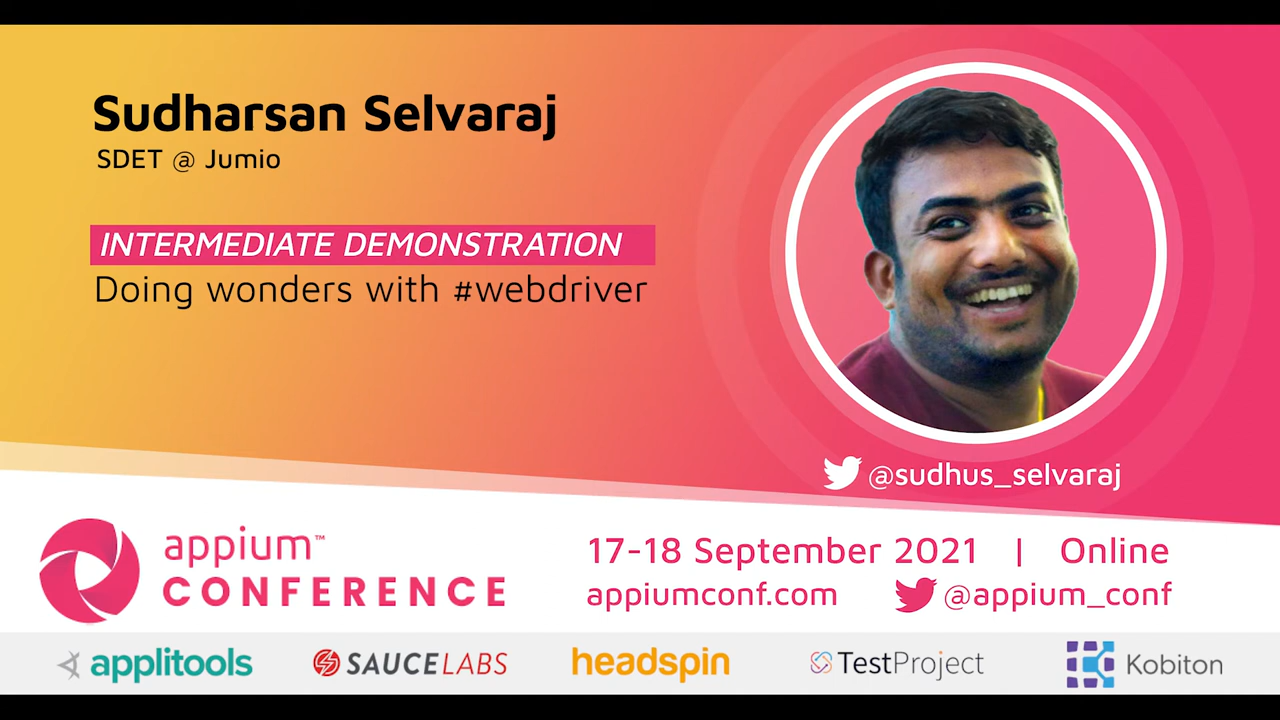 Sudharsan Selvaraj
SDET @ Jumio
INTERMEDIATE DEMONSTRATION
Doing wonders with #webdriver
@sudhus_selvaraj
appium™
CONFERENCE
17-18 September 2021 | Online
appiumconf.com @appium_conf
applitools SAUCELABS headspin TestProject Kobiton